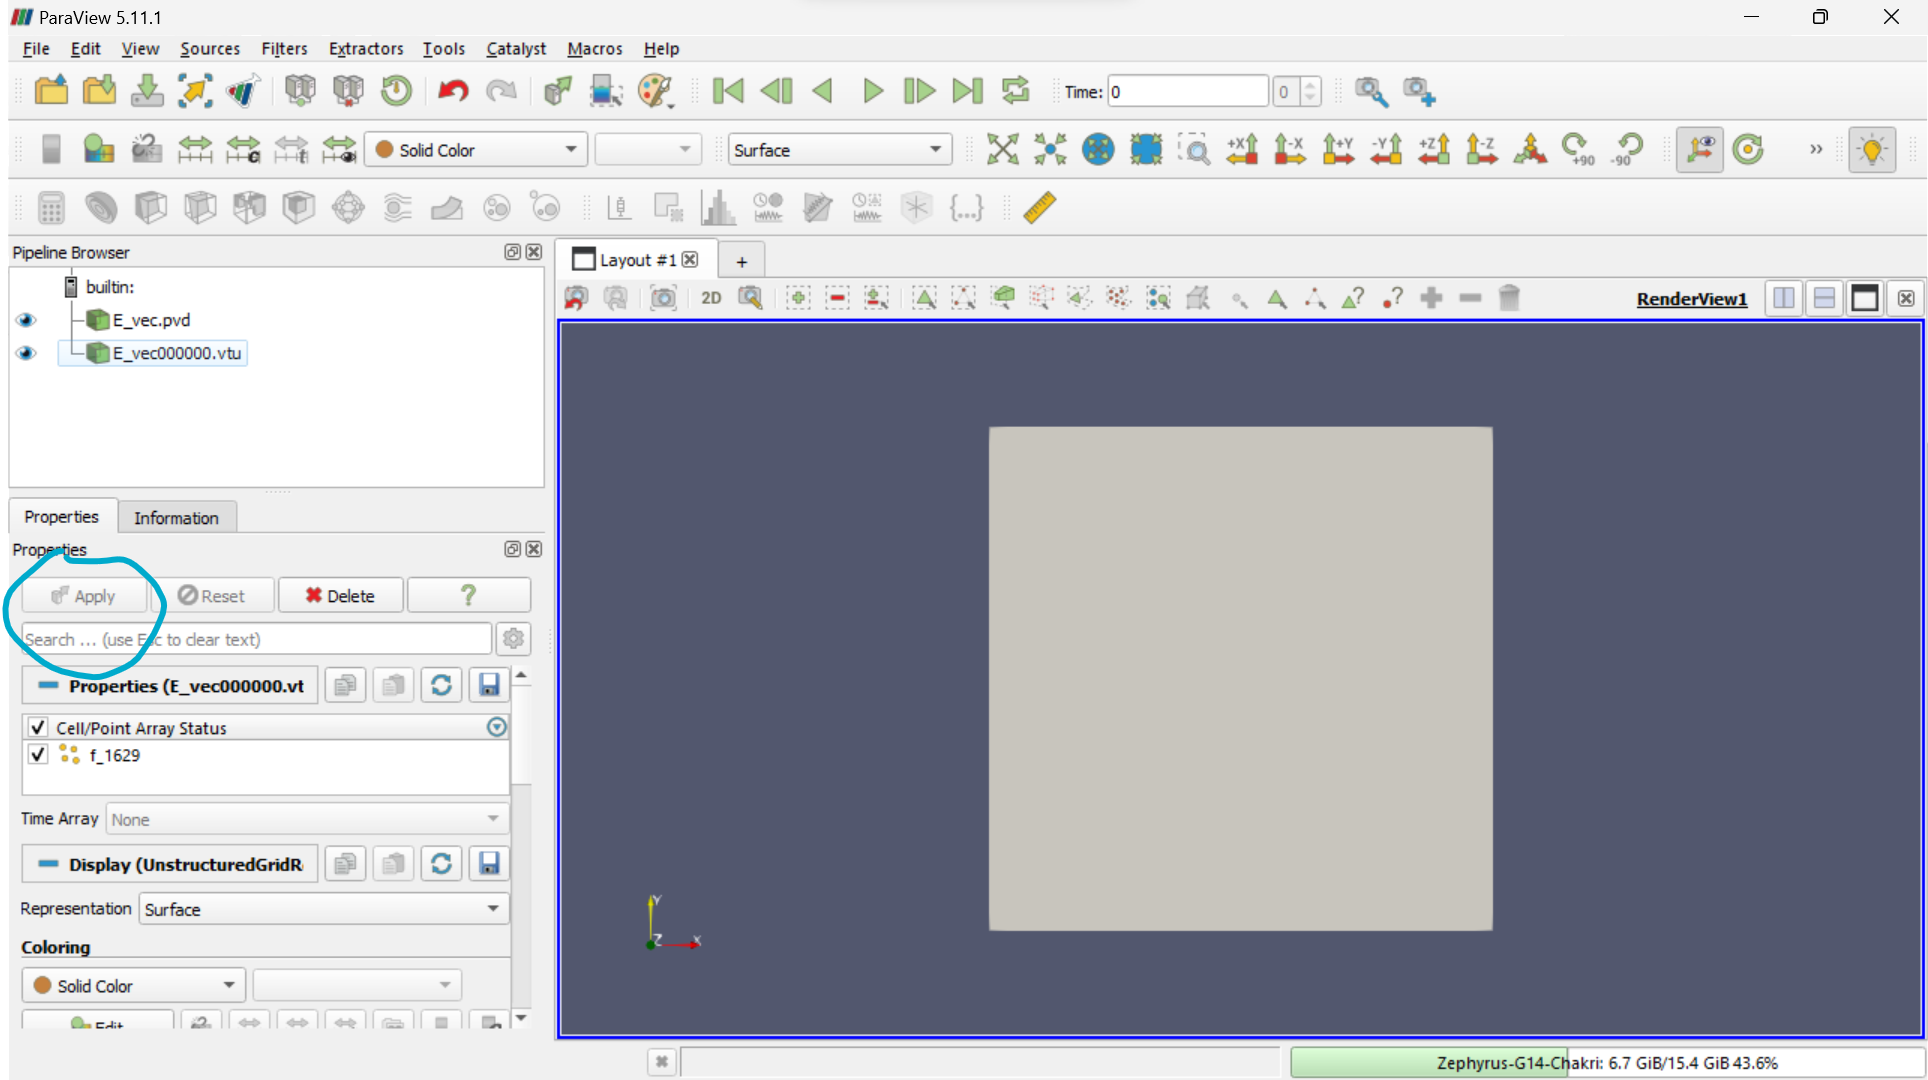 ParaView 5.11.1
File Edit View Sources Filters Extractors Tools Catalyst Macros Help
Time: 0 0
Solid Color Surface +X -X +Y -Y +Z -Z +90 -90 »
{...}
Pipeline Browser
Layout #1 +
builtin:
2D RenderView1
E_vec.pvd
E_vec000000.vtu
Properties Information
Properties
Apply Reset Delete ?
Search ... (use Esc to clear text)
Properties (E_vec000000.vt
Cell/Point Array Status
f_1629
Time Array None
Display (UnstructuredGridR
Representation Surface
Y
Z X
Coloring
Solid Color
Edit
Zephyrus-G14-Chakri: 6.7 GiB/15.4 GiB 43.6%